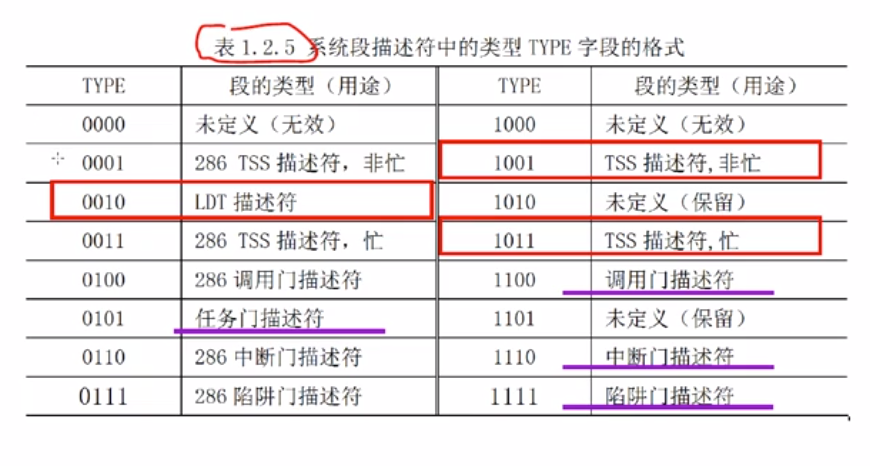 表 1.2.5 系统段描述符中的类型 TYPE 字段的格式
TYPE 段的类型（用途） TYPE 段的类型（用途）
0000 未定义（无效） 1000 未定义（无效）
0001 286 TSS 描述符，非忙 1001 TSS 描述符,非忙
0010 LDT 描述符 1010 未定义（保留）
0011 286 TSS 描述符，忙 1011 TSS 描述符,忙
0100 286 调用门描述符 1100 调用门描述符
0101 任务门描述符 1101 未定义（保留）
0110 286 中断门描述符 1110 中断门描述符
0111 286 陷阱门描述符 1111 陷阱门描述符